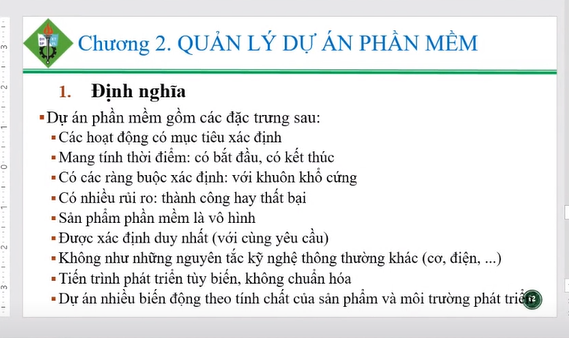 Chương 2. QUẢN LÝ DỰ ÁN PHẦN MỀM
1. Định nghĩa
▪Dự án phần mềm gồm các đặc trưng sau:
▪Các hoạt động có mục tiêu xác định
▪Mang tính thời điểm: có bắt đầu, có kết thúc
▪Có các ràng buộc xác định: với khuôn khổ cứng
▪Có nhiều rủi ro: thành công hay thất bại
▪Sản phẩm phần mềm là vô hình
▪Được xác định duy nhất (với cùng yêu cầu)
▪Không như những nguyên tắc kỹ nghệ thông thường khác (cơ, điện, ...)
▪Tiến trình phát triển tùy biến, không chuẩn hóa
▪Dự án nhiều biến động theo tính chất của sản phẩm và môi trường phát